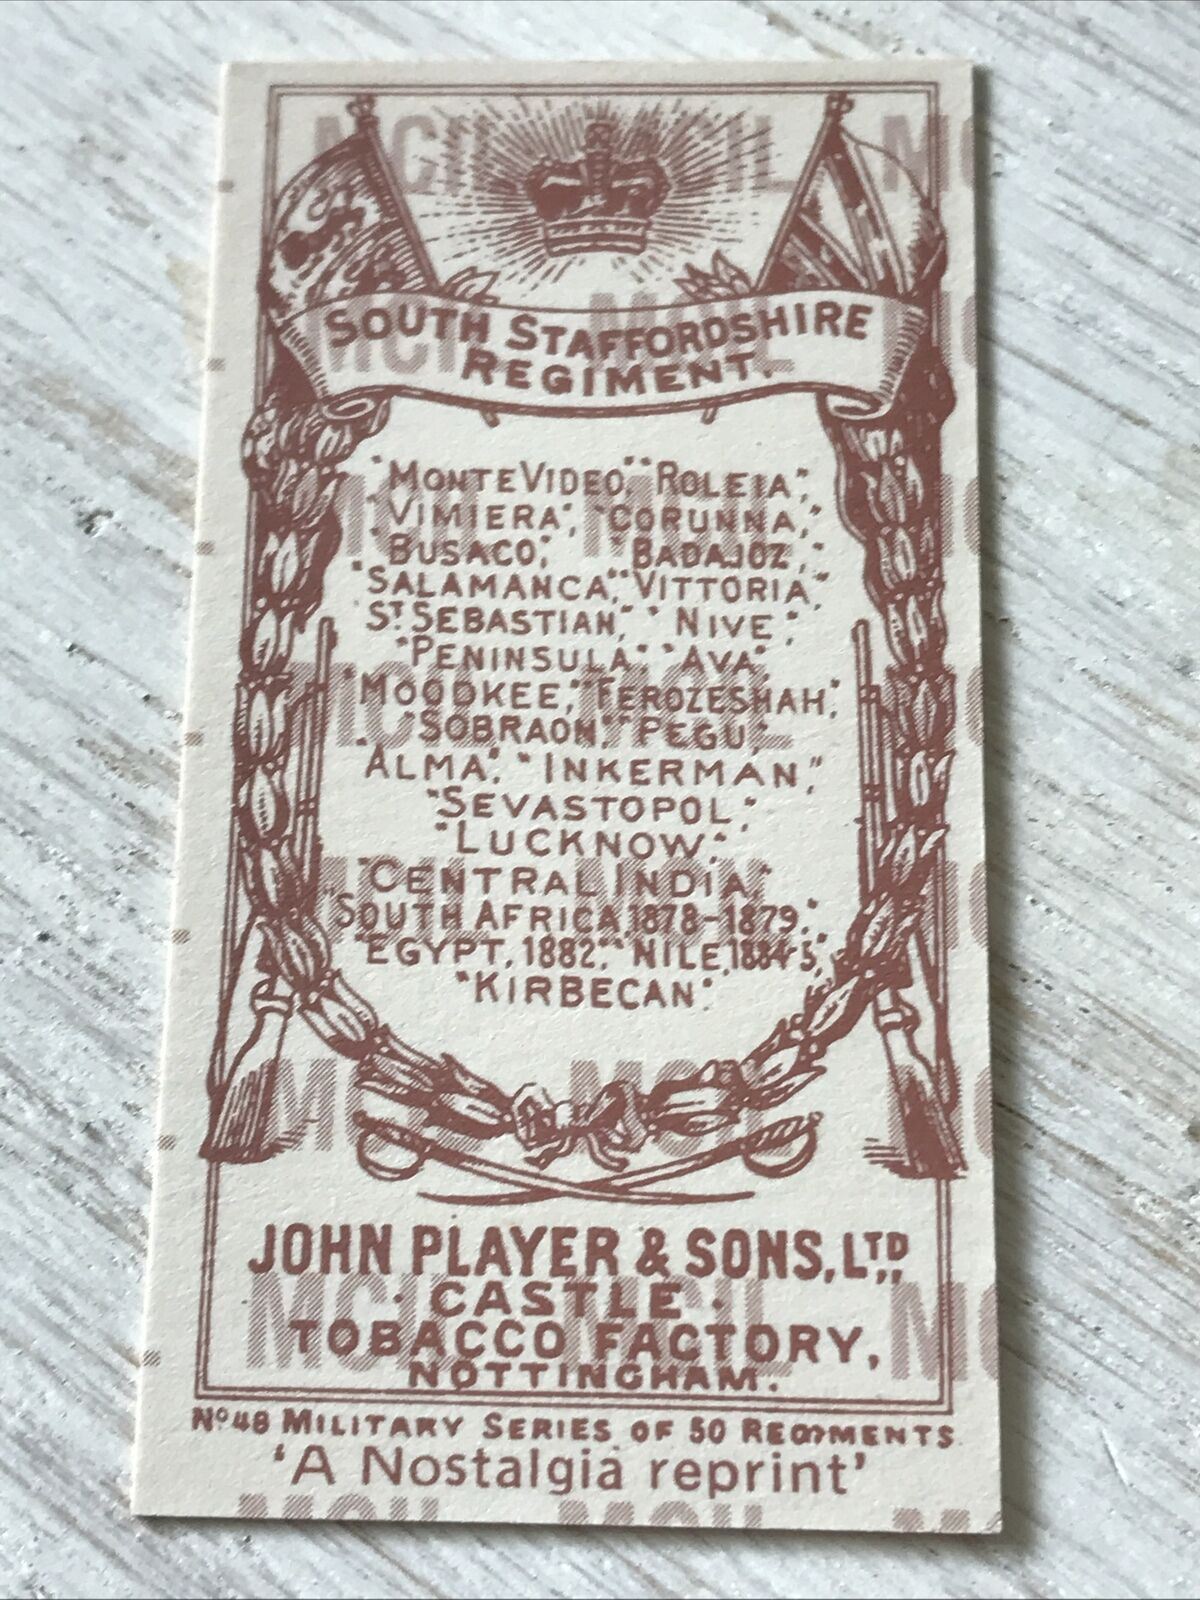 SOUTH STAFFORDSHIRE
REGIMENT.
"MONTE VIDEO," "ROLEIA,"
"VIMIERA", "CORUNNA,"
"BUSACO," "BADAJOZ,"
"SALAMANCA," "VITTORIA,"
"ST SEBASTIAN," "NIVE",
"PENINSULA", "AVA",
"MOODKEE," "FEROZESHAH,"
"SOBRAON," "PEGU,"
"ALMA", "INKERMAN,"
"SEVASTOPOL",
"LUCKNOW",
"CENTRAL INDIA,"
"SOUTH AFRICA, 1878-1879."
"EGYPT, 1882," "NILE, 1884-5,"
"KIRBECAN".
JOHN PLAYER & SONS, LTD.,
· CASTLE ·
TOBACCO FACTORY,
NOTTINGHAM.
No 48 MILITARY SERIES OF 50 REGIMENTS
'A Nostalgia reprint'